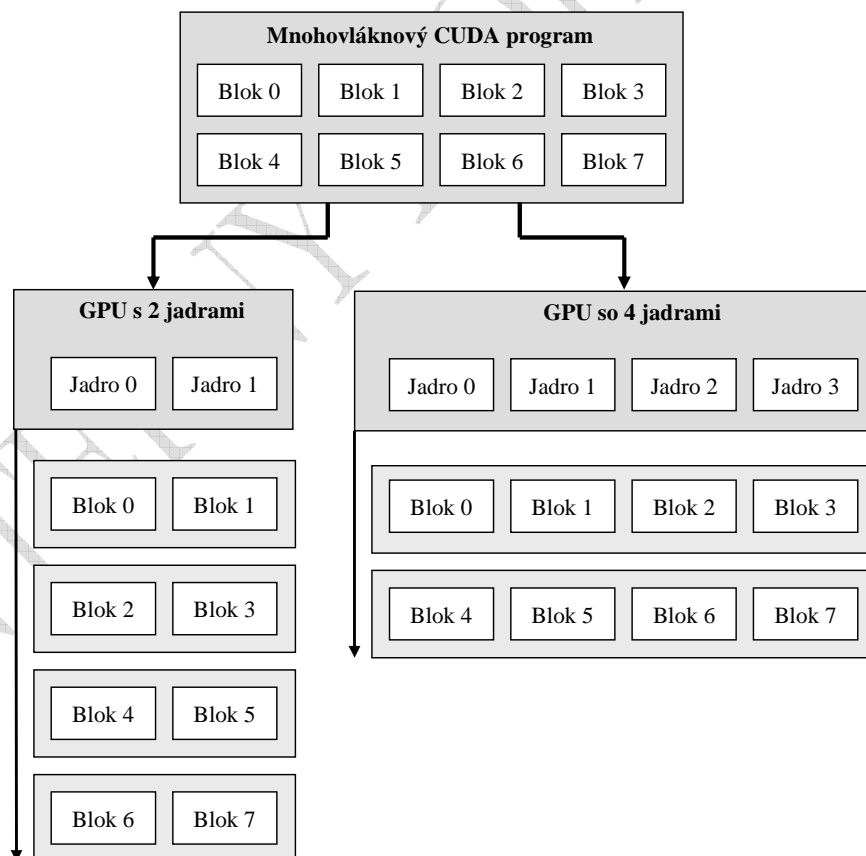 Mnohovláknový CUDA program
Blok 0 Blok 1 Blok 2 Blok 3
Blok 4 Blok 5 Blok 6 Blok 7
GPU s 2 jadrami
Jadro 0 Jadro 1
Blok 0 Blok 1
Blok 2 Blok 3
Blok 4 Blok 5
Blok 6 Blok 7
GPU so 4 jadrami
Jadro 0 Jadro 1 Jadro 2 Jadro 3
Blok 0 Blok 1 Blok 2 Blok 3
Blok 4 Blok 5 Blok 6 Blok 7